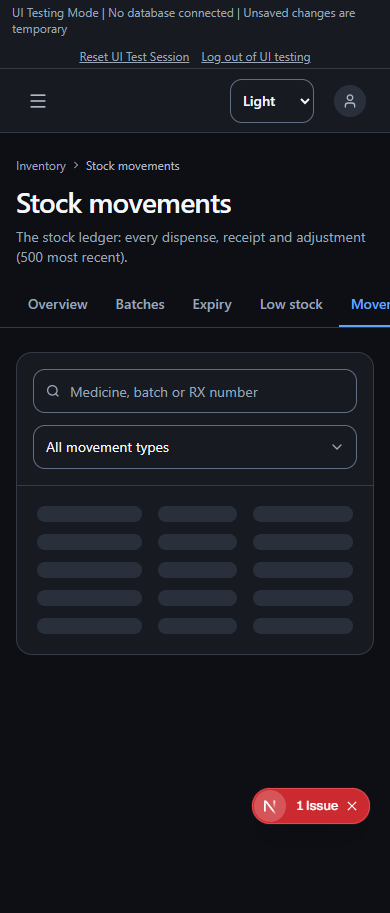 UI Testing Mode | No database connected | Unsaved changes are
temporary
Reset UI Test Session Log out of UI testing
Light
Inventory > Stock movements
Stock movements
The stock ledger: every dispense, receipt and adjustment
(500 most recent).
Overview Batches Expiry Low stock Mover
Medicine, batch or RX number
All movement types
N 1 Issue